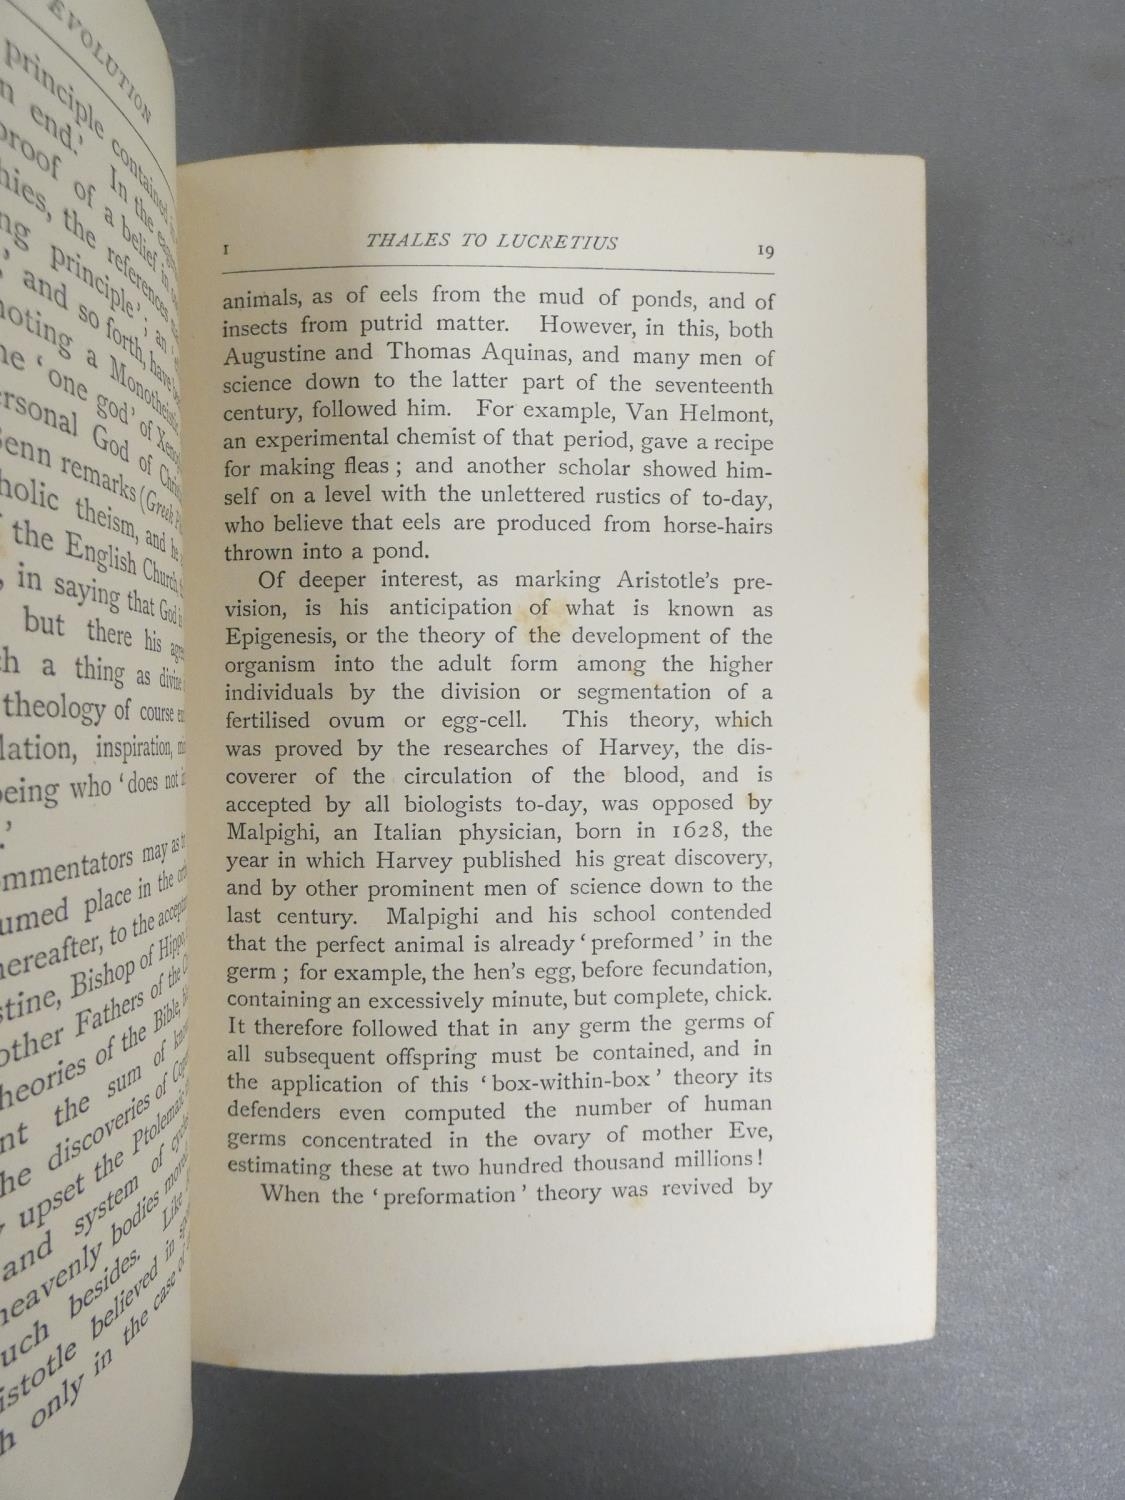 EVOLUTION
principle contained
n end.' In the
proof of a belief in
hies, the references
ng principle'; an
,' and so forth, have
noting a Monotheistic
he 'one god' of
ersonal God of
Benn remarks (Greek
holic theism, and he
f the English Church
, in saying that God
but there his
ch a thing as divine
theology of course
lation, inspiration,
being who 'does not
.'
ommentators may as
umed place in the
hereafter, to the
stine, Bishop of Hippo,
other Fathers of the
heories of the Bible,
nt the sum of
he discoveries of
y upset the Ptolemaic
and system of
heavenly bodies moved
uch besides. Like
istotle believed in
h only in the case of
1 THALES TO LUCRETIUS 19
animals, as of eels from the mud of ponds, and of
insects from putrid matter. However, in this, both
Augustine and Thomas Aquinas, and many men of
science down to the latter part of the seventeenth
century, followed him. For example, Van Helmont,
an experimental chemist of that period, gave a recipe
for making fleas; and another scholar showed him-
self on a level with the unlettered rustics of to-day,
who believe that eels are produced from horse-hairs
thrown into a pond.
Of deeper interest, as marking Aristotle's pre-
vision, is his anticipation of what is known as
Epigenesis, or the theory of the development of the
organism into the adult form among the higher
individuals by the division or segmentation of a
fertilised ovum or egg-cell. This theory, which
was proved by the researches of Harvey, the dis-
coverer of the circulation of the blood, and is
accepted by all biologists to-day, was opposed by
Malpighi, an Italian physician, born in 1628, the
year in which Harvey published his great discovery,
and by other prominent men of science down to the
last century. Malpighi and his school contended
that the perfect animal is already 'preformed' in the
germ; for example, the hen's egg, before fecundation,
containing an excessively minute, but complete, chick.
It therefore followed that in any germ the germs of
all subsequent offspring must be contained, and in
the application of this 'box-within-box' theory its
defenders even computed the number of human
germs concentrated in the ovary of mother Eve,
estimating these at two hundred thousand millions!
When the 'preformation' theory was revived by